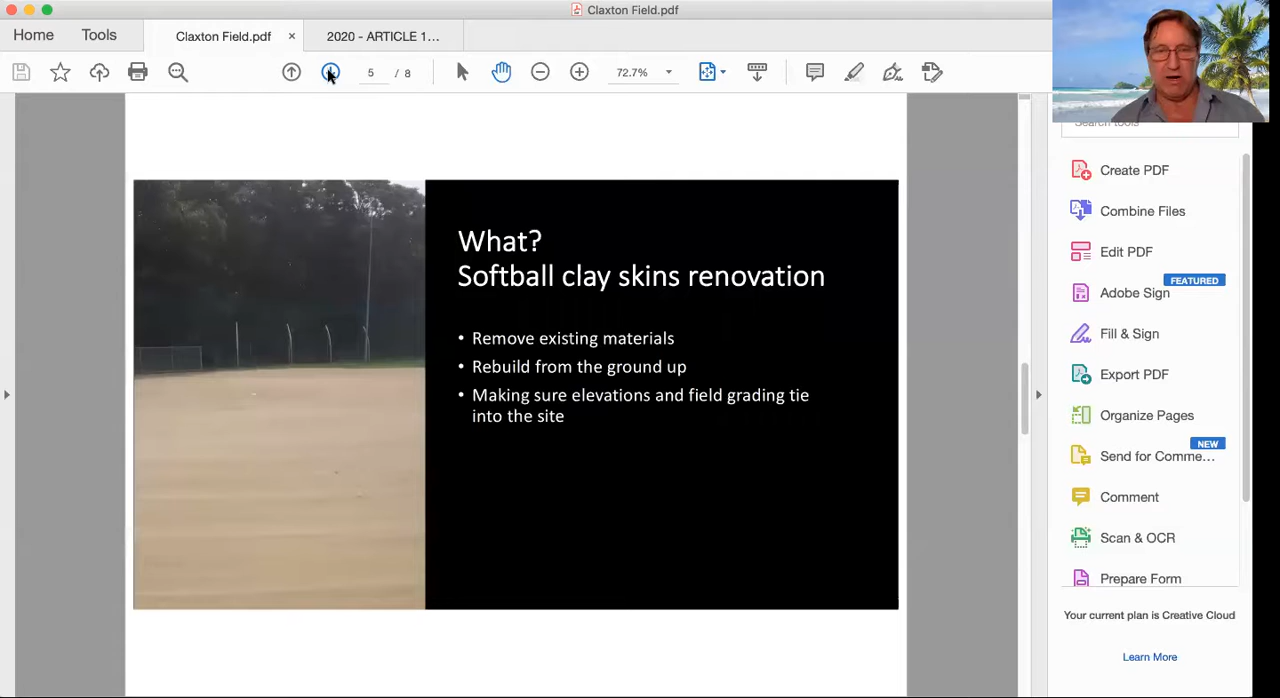 Claxton Field.pdf
Home
Tools
Claxton Field.pdf ×
2020 - ARTICLE 1...
5 / 8
72.7%
Search tools
Create PDF
Combine Files
Edit PDF
FEATURED
Adobe Sign
Fill & Sign
Export PDF
Organize Pages
NEW
Send for Comme...
Comment
Scan & OCR
Prepare Form
Your current plan is Creative Cloud
Learn More
What?
Softball clay skins renovation
• Remove existing materials
• Rebuild from the ground up
• Making sure elevations and field grading tie
into the site